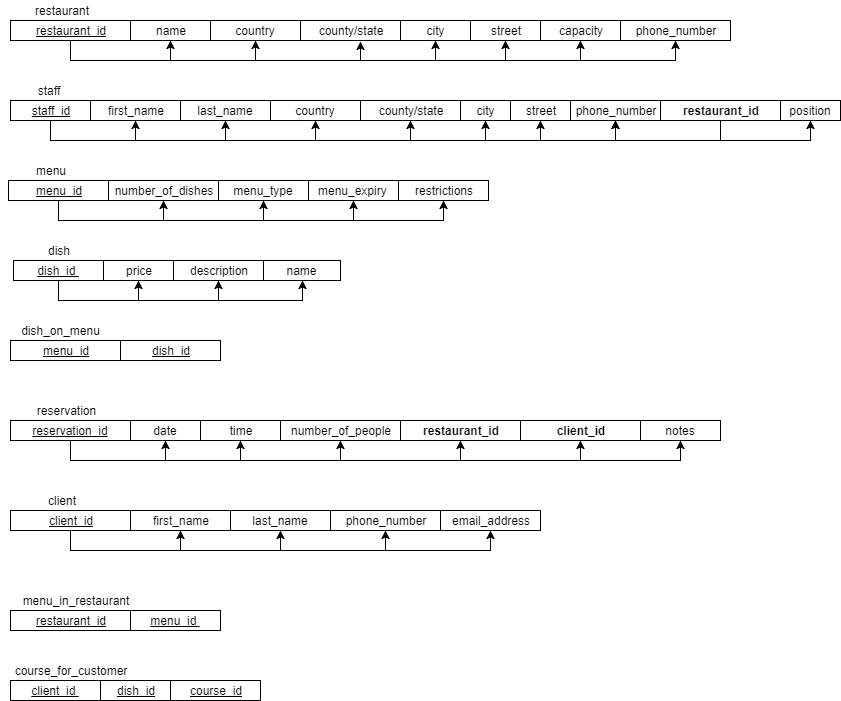 restaurant
restaurant_id name country county/state city street capacity phone_number
staff
staff_id first_name last_name country county/state city street phone_number restaurant_id position
menu
menu_id number_of_dishes menu_type menu_expiry restrictions
dish
dish_id price description name
dish_on_menu
menu_id dish_id
reservation
reservation_id date time number_of_people restaurant_id client_id notes
client
client_id first_name last_name phone_number email_address
menu_in_restaurant
restaurant_id menu_id
course_for_customer
client_id dish_id course_id